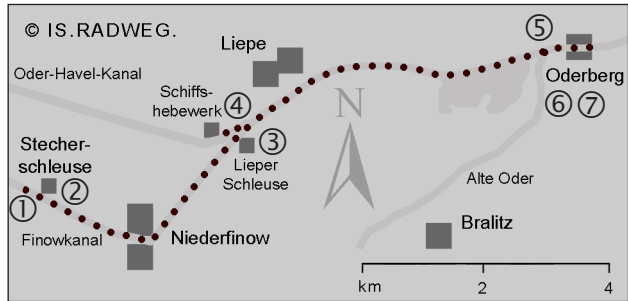 © IS.RADWEG.
Liepe
Oder-Havel-Kanal
Schiffs-
hebewerk
④
③
Lieper
Schleuse
N
⑤
Oderberg
⑥ ⑦
Stecher-
schleuse
① ②
Finowkanal
Niederfinow
Alte Oder
Bralitz
km 2 4